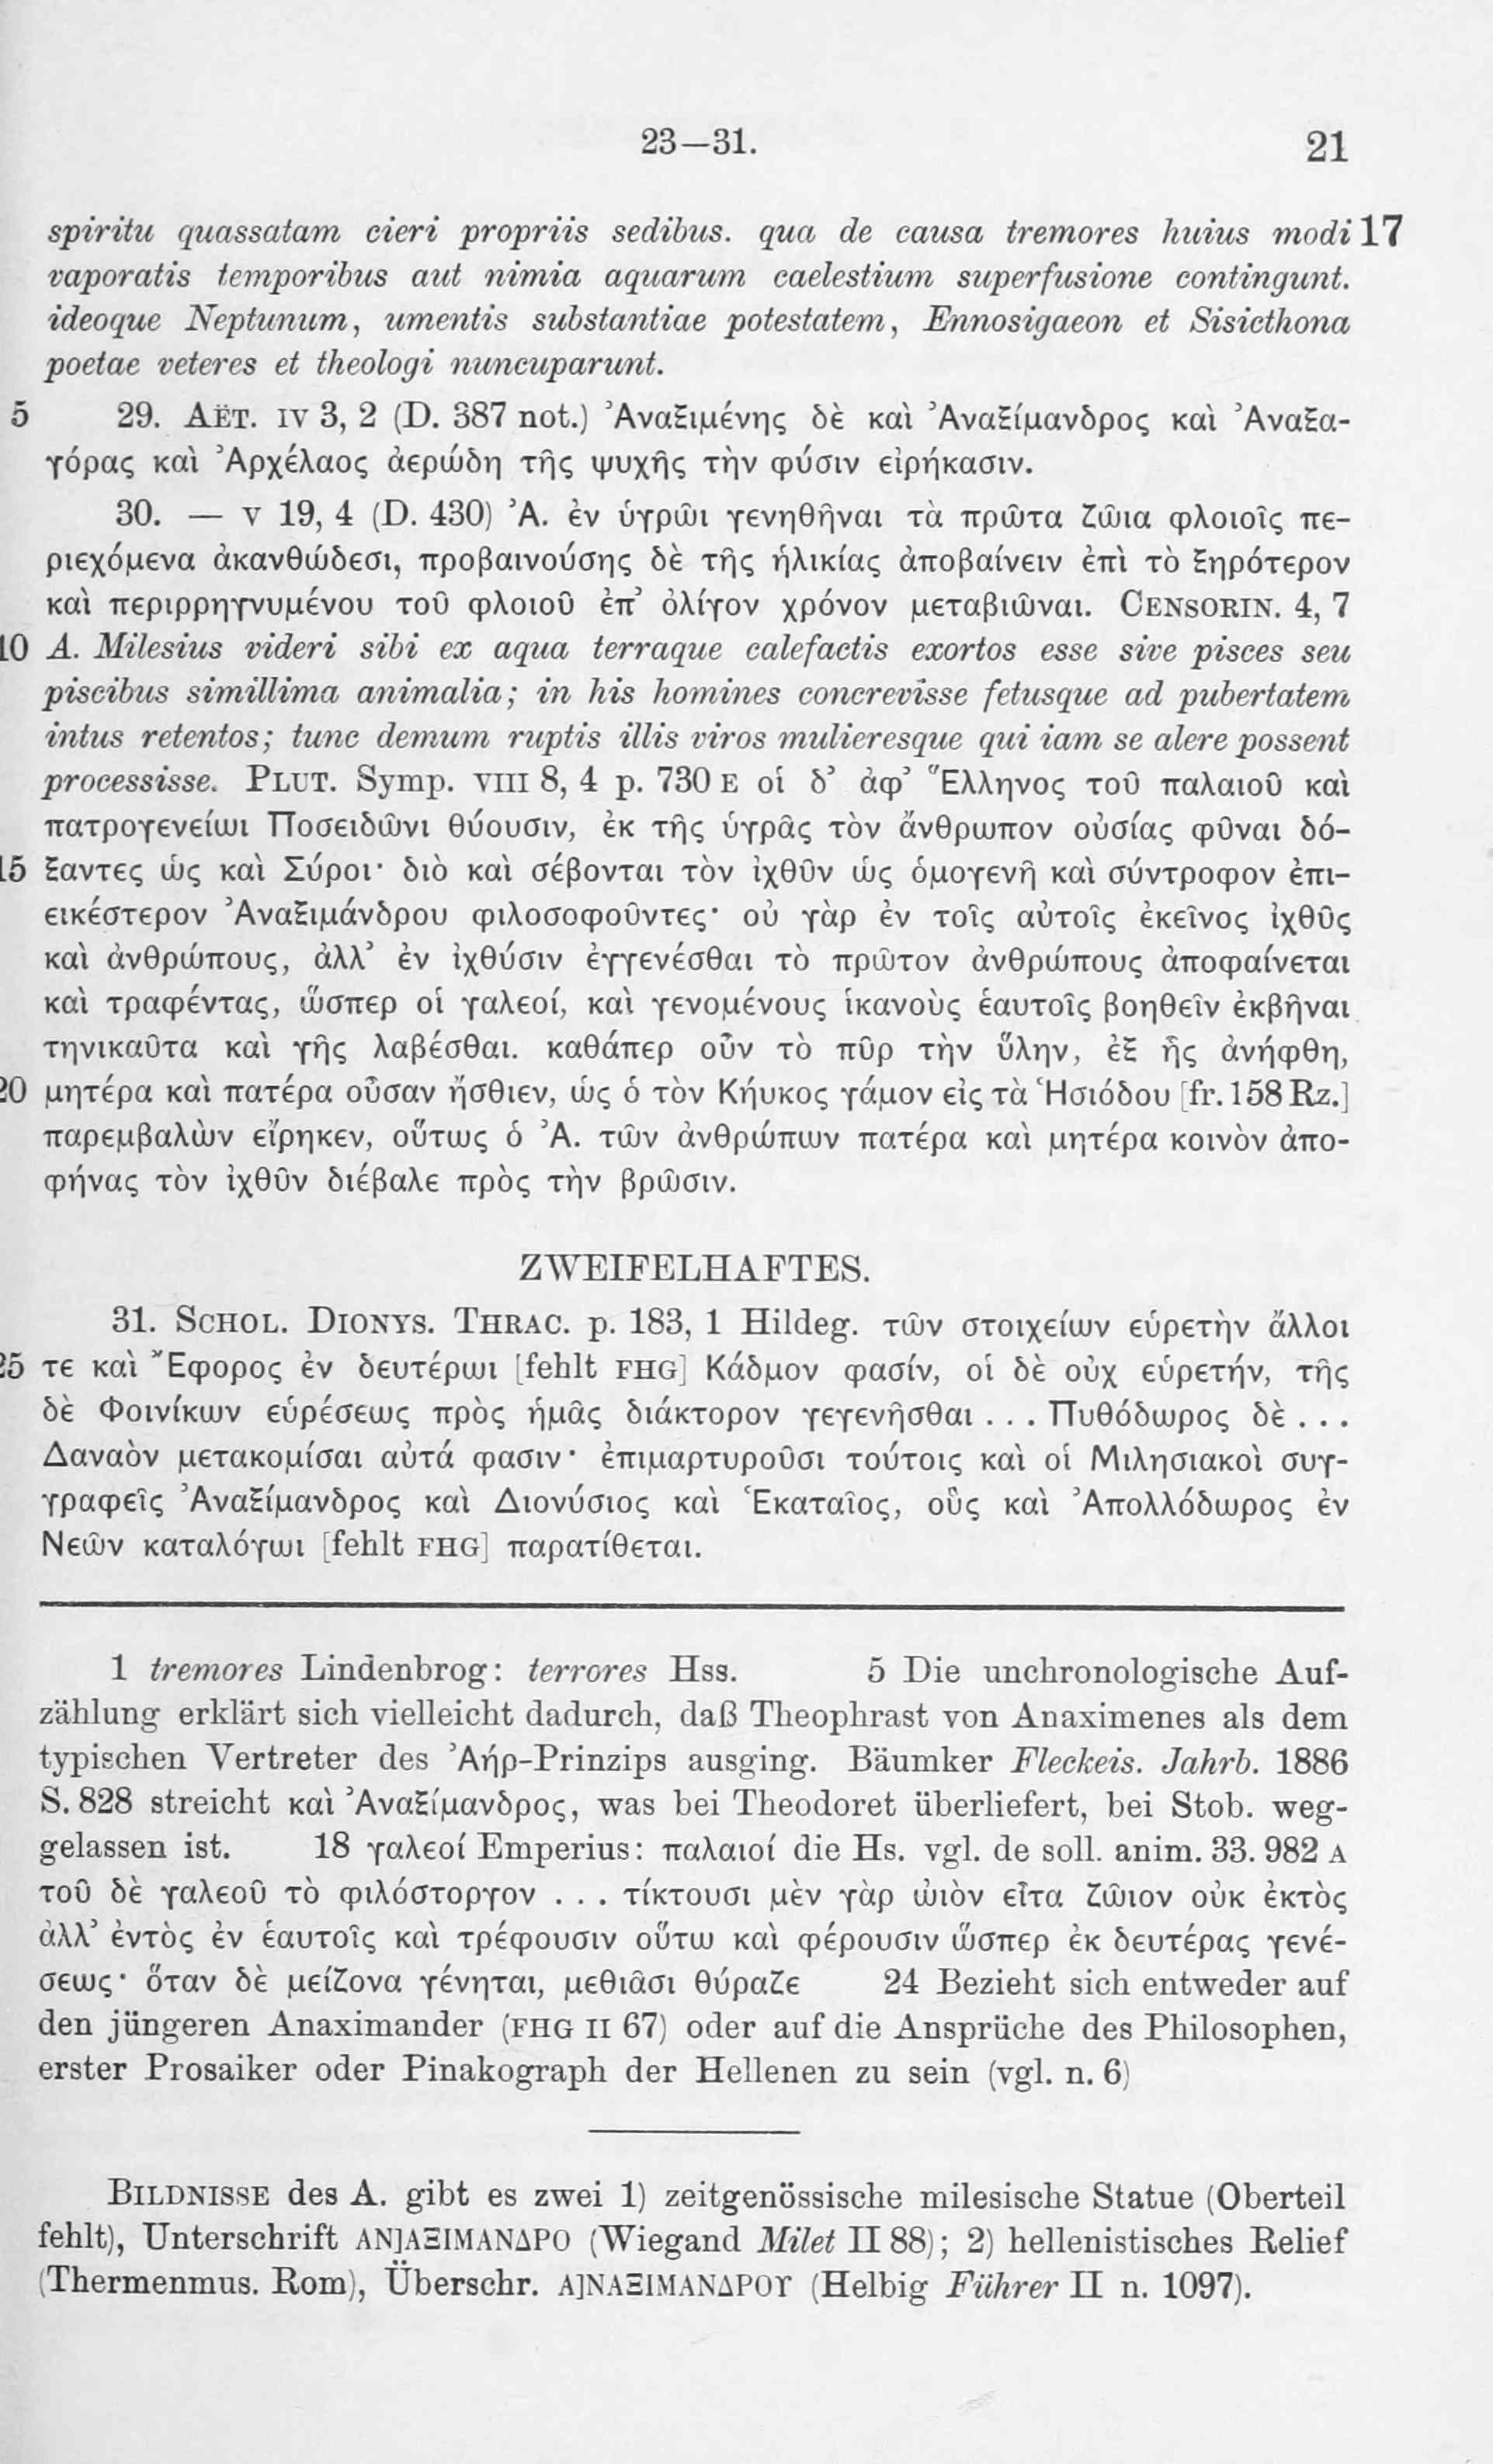 23—31. 21
spiritu quassatam cieri propriis sedibus. qua de causa tremores huius modi 17
vaporatis temporibus aut nimia aquarum caelestium superfusione contingunt.
ideoque Neptunum, umentis substantiae potestatem, Ennosigaeon et Sisicthona
poetae veteres et theologi nuncuparunt.
5 29. AËT. IV 3, 2 (D. 387 not.) Ἀναξιμένης δὲ καὶ Ἀναξίμανδρος καὶ Ἀναξα-
γόρας καὶ Ἀρχέλαος ἀερώδη τῆς ψυχῆς τὴν φύσιν εἰρήκασιν.
30. — V 19, 4 (D. 430) Ἀ. ἐν ὑγρῶι γενηθῆναι τὰ πρῶτα ζῶια φλοιοῖς πε-
ριεχόμενα ἀκανθώδεσι, προβαινούσης δὲ τῆς ἡλικίας ἀποβαίνειν ἐπὶ τὸ ξηρότερον
καὶ περιρρηγνυμένου τοῦ φλοιοῦ ἐπ’ ὀλίγον χρόνον μεταβιῶναι. CENSORIN. 4, 7
10 A. Milesius videri sibi ex aqua terraque calefactis exortos esse sive pisces seu
piscibus simillima animalia; in his homines concrevisse fetusque ad pubertatem
intus retentos; tunc demum ruptis illis viros mulieresque qui iam se alere possent
processisse. PLUT. Symp. VIII 8, 4 p. 730 E οἱ δ’ ἀφ’ Ἕλληνος τοῦ παλαιοῦ καὶ
πατρογενείωι Ποσειδῶνι θύουσιν, ἐκ τῆς ὑγρᾶς τὸν ἄνθρωπον οὐσίας φῦναι δό-
15 ξαντες ὡς καὶ Σύροι· διὸ καὶ σέβονται τὸν ἰχθῦν ὡς ὁμογενῆ καὶ σύντροφον ἐπι-
εικέστερον Ἀναξιμάνδρου φιλοσοφοῦντες· οὐ γὰρ ἐν τοῖς αὐτοῖς ἐκεῖνος ἰχθῦς
καὶ ἀνθρώπους, ἀλλ’ ἐν ἰχθύσιν ἐγγενέσθαι τὸ πρῶτον ἀνθρώπους ἀποφαίνεται
καὶ τραφέντας, ὥσπερ οἱ γαλεοί, καὶ γενομένους ἱκανοὺς ἑαυτοῖς βοηθεῖν ἐκβῆναι
τηνικαῦτα καὶ γῆς λαβέσθαι. καθάπερ οὖν τὸ πῦρ τὴν ὕλην, ἐξ ἧς ἀνήφθη,
20 μητέρα καὶ πατέρα οὖσαν ἤσθιεν, ὡς ὁ τὸν Κήυκος γάμον εἰς τὰ Ἡσιόδου [fr. 158 Rz.]
παρεμβαλὼν εἴρηκεν, οὕτως ὁ Ἀ. τῶν ἀνθρώπων πατέρα καὶ μητέρα κοινὸν ἀπο-
φήνας τὸν ἰχθῦν διέβαλε πρὸς τὴν βρῶσιν.
ZWEIFELHAFTES.
31. SCHOL. DIONYS. THRAC. p. 183, 1 Hildeg. τῶν στοιχείων εὑρετὴν ἄλλοι
25 τε καὶ Ἔφορος ἐν δευτέρωι [fehlt FHG] Κάδμον φασίν, οἱ δὲ οὐχ εὑρετήν, τῆς
δὲ Φοινίκων εὑρέσεως πρὸς ἡμᾶς διάκτορον γεγενῆσθαι ... Πυθόδωρος δὲ ...
Δαναὸν μετακομίσαι αὐτά φασιν· ἐπιμαρτυροῦσι τούτοις καὶ οἱ Μιλησιακοὶ συγ-
γραφεῖς Ἀναξίμανδρος καὶ Διονύσιος καὶ Ἑκαταῖος, οὓς καὶ Ἀπολλόδωρος ἐν
Νεῶν καταλόγωι [fehlt FHG] παρατίθεται.
1 tremores Lindenbrog: terrores Hss. 5 Die unchronologische Auf-
zählung erklärt sich vielleicht dadurch, daß Theophrast von Anaximenes als dem
typischen Vertreter des Ἀήρ-Prinzips ausging. Bäumker Fleckeis. Jahrb. 1886
S. 828 streicht καὶ Ἀναξίμανδρος, was bei Theodoret überliefert, bei Stob. weg-
gelassen ist. 18 γαλεοί Emperius: παλαιοί die Hs. vgl. de soll. anim. 33. 982 A
τοῦ δὲ γαλεοῦ τὸ φιλόστοργον ... τίκτουσι μὲν γὰρ ὠιὸν εἶτα ζῶιον οὐκ ἐκτὸς
ἀλλ’ ἐντὸς ἐν ἑαυτοῖς καὶ τρέφουσιν οὕτω καὶ φέρουσιν ὥσπερ ἐκ δευτέρας γενέ-
σεως· ὅταν δὲ μείζονα γένηται, μεθιᾶσι θύραζε 24 Bezieht sich entweder auf
den jüngeren Anaximander (FHG II 67) oder auf die Ansprüche des Philosophen,
erster Prosaiker oder Pinakograph der Hellenen zu sein (vgl. n. 6)
BILDNISSE des A. gibt es zwei 1) zeitgenössische milesische Statue (Oberteil
fehlt), Unterschrift ΑΝ]ΑΞΙΜΑΝΔΡΟ (Wiegand Milet II 88); 2) hellenistisches Relief
(Thermenmus. Rom), Überschr. Α]ΝΑΞΙΜΑΝΔΡΟΥ (Helbig Führer II n. 1097).